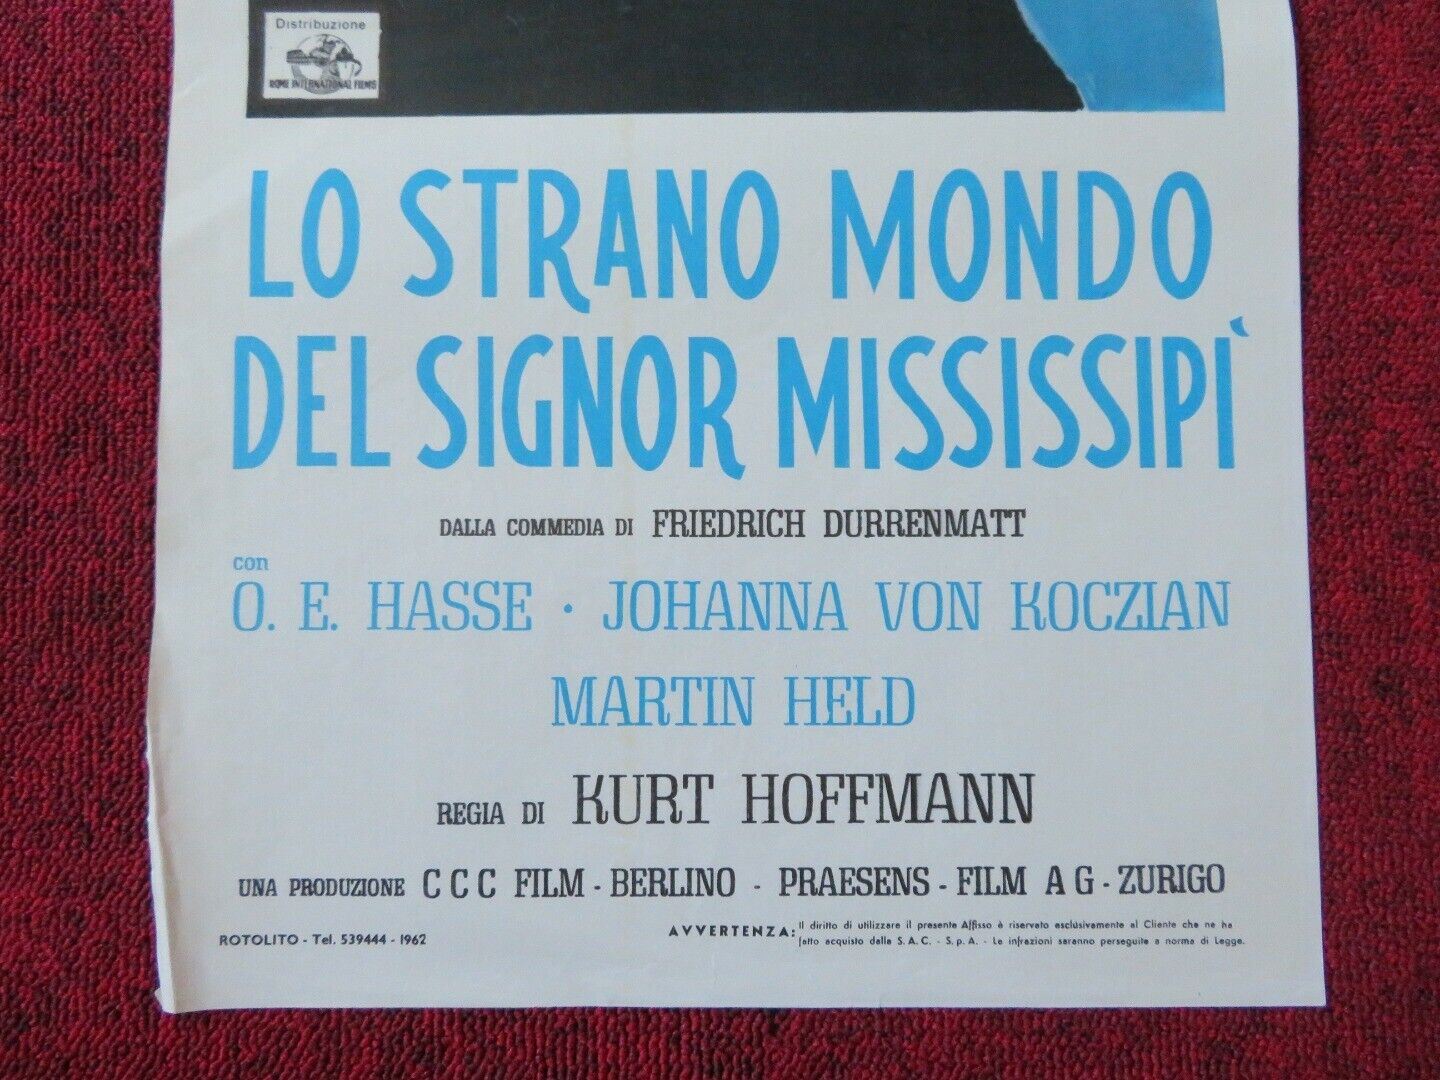 Distribuzione
ROME INTERNATIONAL FILMS
LO STRANO MONDO
DEL SIGNOR MISSISSIPÌ
DALLA COMMEDIA DI FRIEDRICH DURRENMATT
con
O. E. HASSE · JOHANNA VON KOCZIAN
MARTIN HELD
REGIA DI KURT HOFFMANN
UNA PRODUZIONE CCC FILM - BERLINO - PRAESENS - FILM AG - ZURIGO
ROTOLITO - Tel. 539444 - 1962
AVVERTENZA: Il diritto di utilizzare il presente Affisso è riservato esclusivamente al Cliente che ne ha
fatto acquisto dalla S.A.C. - S.p.A. - Le infrazioni saranno perseguite a norma di Legge.